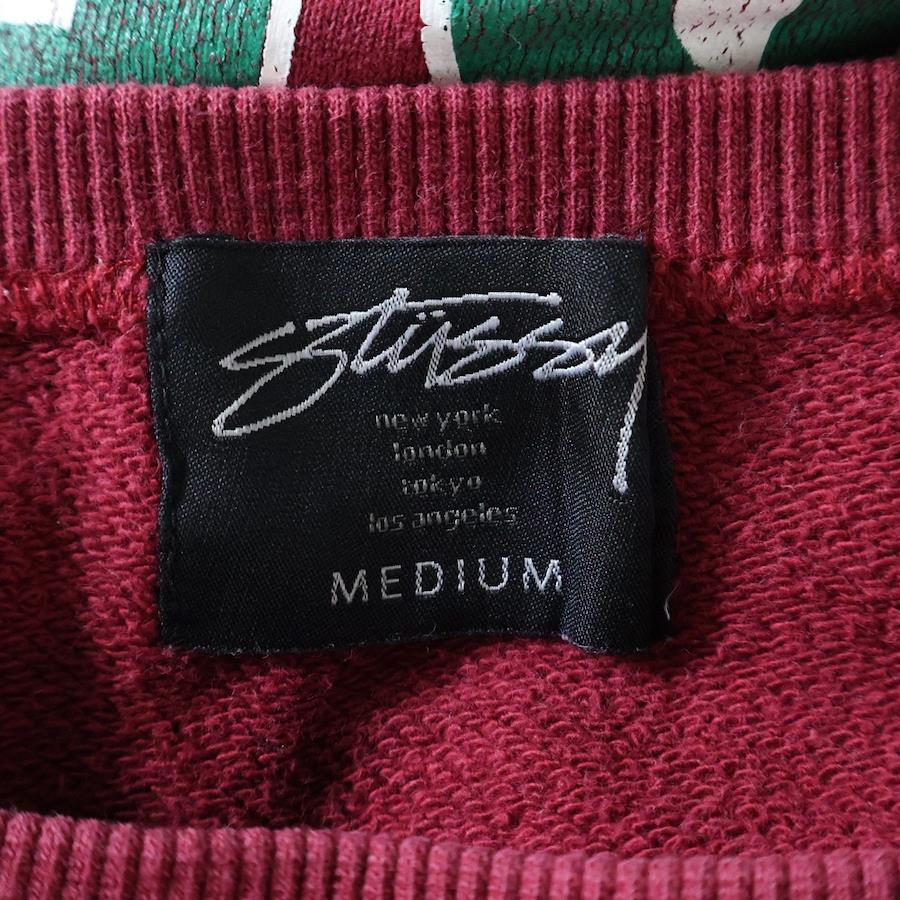 Stüssy
new york
london
tokyo
los angeles
MEDIUM